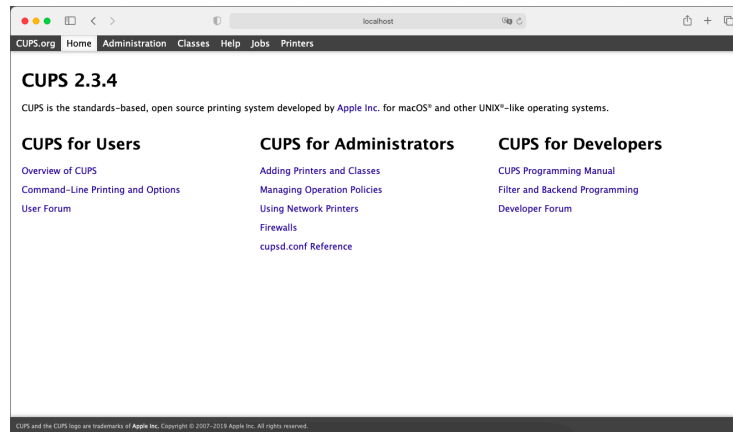 localhost
CUPS.org Home Administration Classes Help Jobs Printers
CUPS 2.3.4
CUPS is the standards-based, open source printing system developed by Apple Inc. for macOS® and other UNIX®-like operating systems.
CUPS for Users
Overview of CUPS
Command-Line Printing and Options
User Forum
CUPS for Administrators
Adding Printers and Classes
Managing Operation Policies
Using Network Printers
Firewalls
cupsd.conf Reference
CUPS for Developers
CUPS Programming Manual
Filter and Backend Programming
Developer Forum
CUPS and the CUPS logo are trademarks of Apple Inc. Copyright © 2007-2019 Apple Inc. All rights reserved.